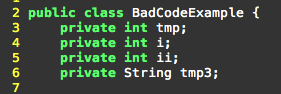 2 public class BadCodeExample {
3     private int tmp;
4     private int i;
5     private int ii;
6     private String tmp3;
7